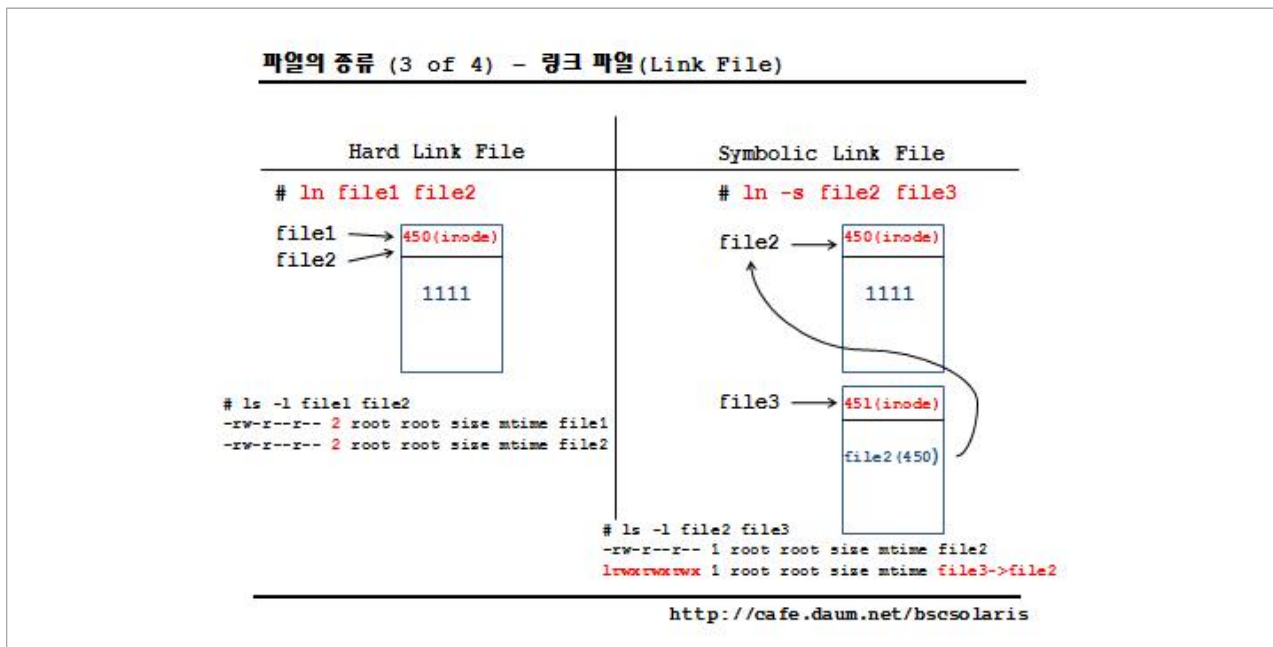 파일의 종류 (3 of 4) - 링크 파일(Link File)
Hard Link File
# ln file1 file2
file1
file2
450(inode)
1111
# ls -l file1 file2
-rw-r--r-- 2 root root size mtime file1
-rw-r--r-- 2 root root size mtime file2
Symbolic Link File
# ln -s file2 file3
file2
450(inode)
1111
file3
451(inode)
file2(450)
# ls -l file2 file3
-rw-r--r-- 1 root root size mtime file2
lrwxrwxrwx 1 root root size mtime file3->file2
http://cafe.daum.net/bscsolaris